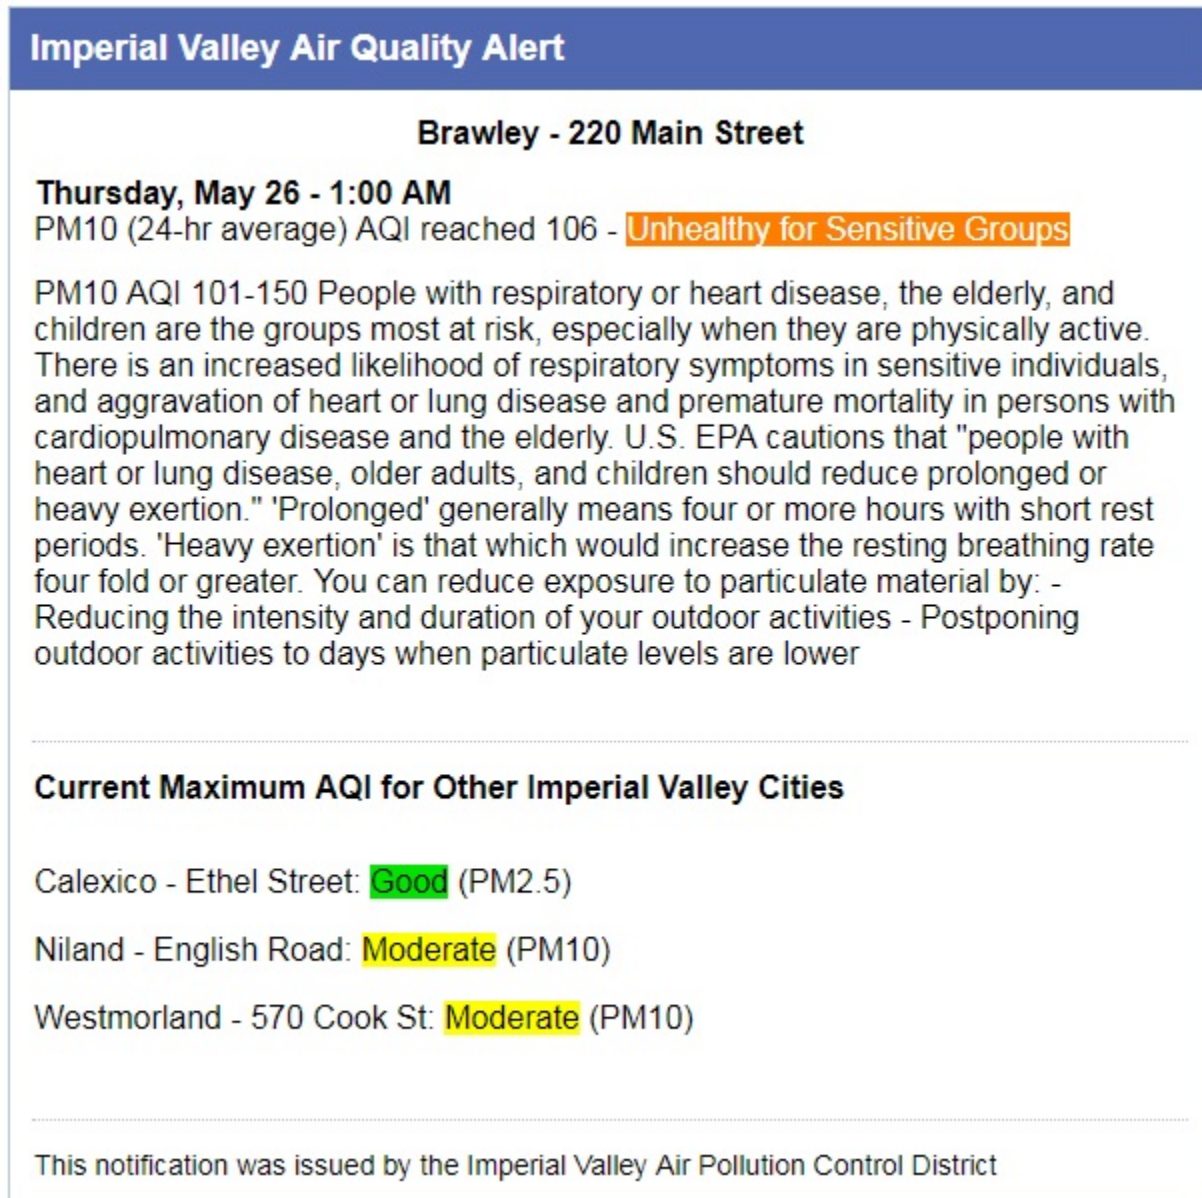 Imperial Valley Air Quality Alert
Brawley - 220 Main Street
Thursday, May 26 - 1:00 AM
PM10 (24-hr average) AQI reached 106 - Unhealthy for Sensitive Groups
PM10 AQI 101-150 People with respiratory or heart disease, the elderly, and
children are the groups most at risk, especially when they are physically active.
There is an increased likelihood of respiratory symptoms in sensitive individuals,
and aggravation of heart or lung disease and premature mortality in persons with
cardiopulmonary disease and the elderly. U.S. EPA cautions that "people with
heart or lung disease, older adults, and children should reduce prolonged or
heavy exertion." 'Prolonged' generally means four or more hours with short rest
periods. 'Heavy exertion' is that which would increase the resting breathing rate
four fold or greater. You can reduce exposure to particulate material by: -
Reducing the intensity and duration of your outdoor activities - Postponing
outdoor activities to days when particulate levels are lower
Current Maximum AQI for Other Imperial Valley Cities
Calexico - Ethel Street: Good (PM2.5)
Niland - English Road: Moderate (PM10)
Westmorland - 570 Cook St: Moderate (PM10)
This notification was issued by the Imperial Valley Air Pollution Control District